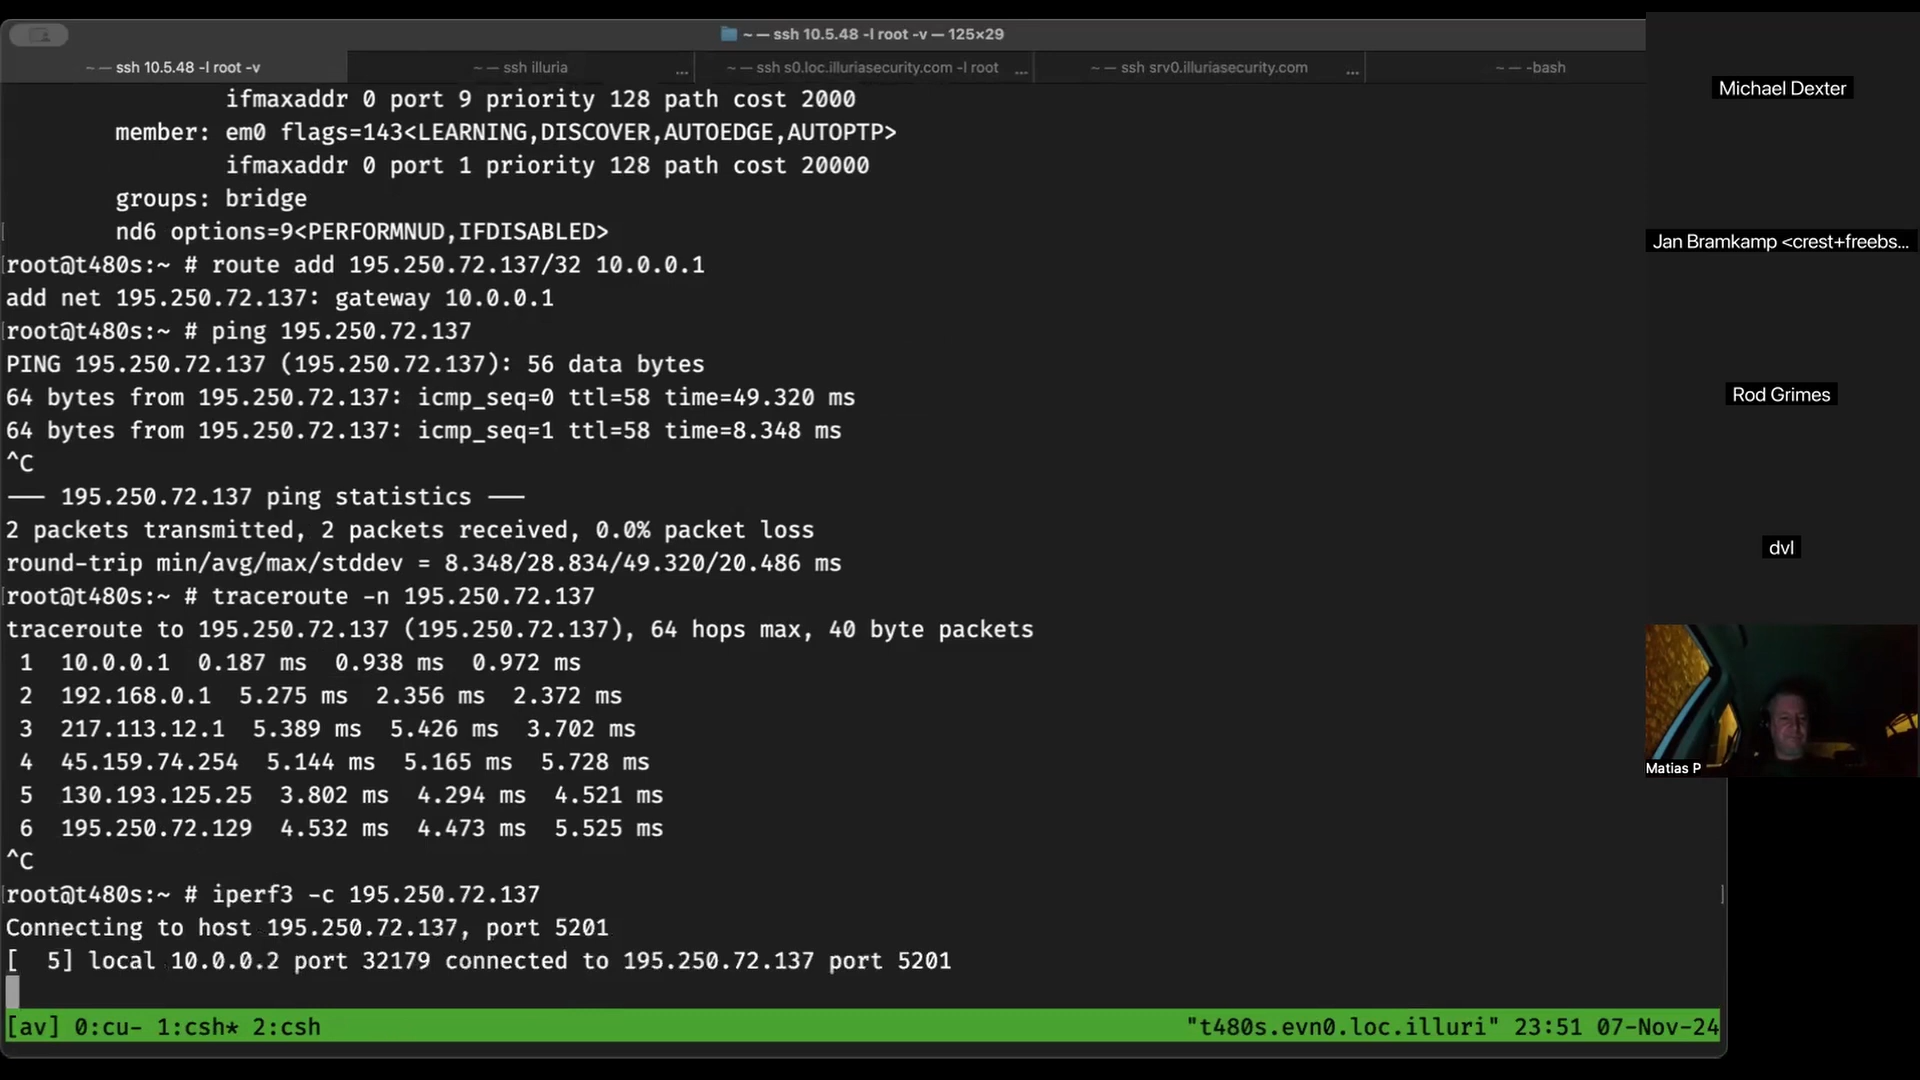 ~ — ssh 10.5.48 -l root -v — 125×29
~ — ssh 10.5.48 -l root -v
~ — ssh illuria
...
~ — ssh s0.loc.illuriasecurity.com -l root
...
~ — ssh srv0.illuriasecurity.com
...
~ — -bash
ifmaxaddr 0 port 9 priority 128 path cost 2000
member: em0 flags=143<LEARNING,DISCOVER,AUTOEDGE,AUTOPTP>
ifmaxaddr 0 port 1 priority 128 path cost 20000
groups: bridge
nd6 options=9<PERFORMNUD,IFDISABLED>
root@t480s:~ # route add 195.250.72.137/32 10.0.0.1
add net 195.250.72.137: gateway 10.0.0.1
root@t480s:~ # ping 195.250.72.137
PING 195.250.72.137 (195.250.72.137): 56 data bytes
64 bytes from 195.250.72.137: icmp_seq=0 ttl=58 time=49.320 ms
64 bytes from 195.250.72.137: icmp_seq=1 ttl=58 time=8.348 ms
^C
--- 195.250.72.137 ping statistics ---
2 packets transmitted, 2 packets received, 0.0% packet loss
round-trip min/avg/max/stddev = 8.348/28.834/49.320/20.486 ms
root@t480s:~ # traceroute -n 195.250.72.137
traceroute to 195.250.72.137 (195.250.72.137), 64 hops max, 40 byte packets
1 10.0.0.1 0.187 ms 0.938 ms 0.972 ms
2 192.168.0.1 5.275 ms 2.356 ms 2.372 ms
3 217.113.12.1 5.389 ms 5.426 ms 3.702 ms
4 45.159.74.254 5.144 ms 5.165 ms 5.728 ms
5 130.193.125.25 3.802 ms 4.294 ms 4.521 ms
6 195.250.72.129 4.532 ms 4.473 ms 5.525 ms
^C
root@t480s:~ # iperf3 -c 195.250.72.137
Connecting to host 195.250.72.137, port 5201
[ 5] local 10.0.0.2 port 32179 connected to 195.250.72.137 port 5201
[av] 0:cu- 1:csh* 2:csh
"t480s.evn0.loc.illuri" 23:51 07-Nov-24
Michael Dexter
Jan Bramkamp <crest+freebs...
Rod Grimes
dvl
Matias P